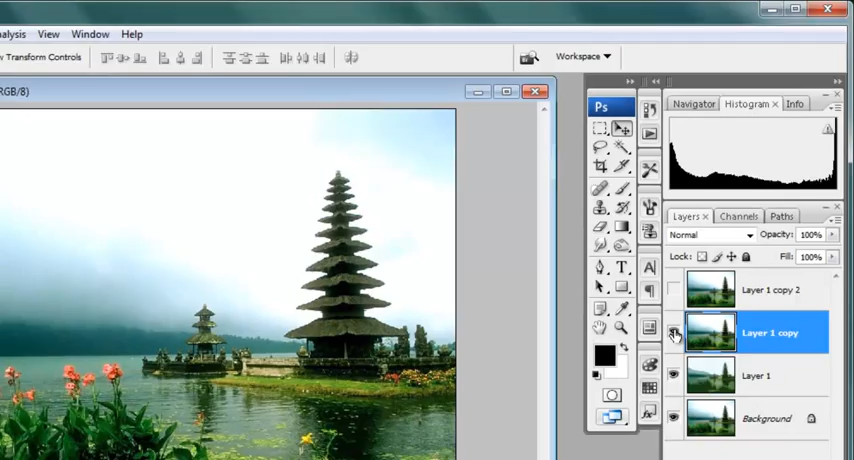 nalysis View Window Help
w Transform Controls
Workspace
RGB/8)
Ps
Navigator Histogram x Info
Layers x Channels Paths
Normal Opacity: 100%
Lock: Fill: 100%
Layer 1 copy 2
Layer 1 copy
Layer 1
Background
T
A